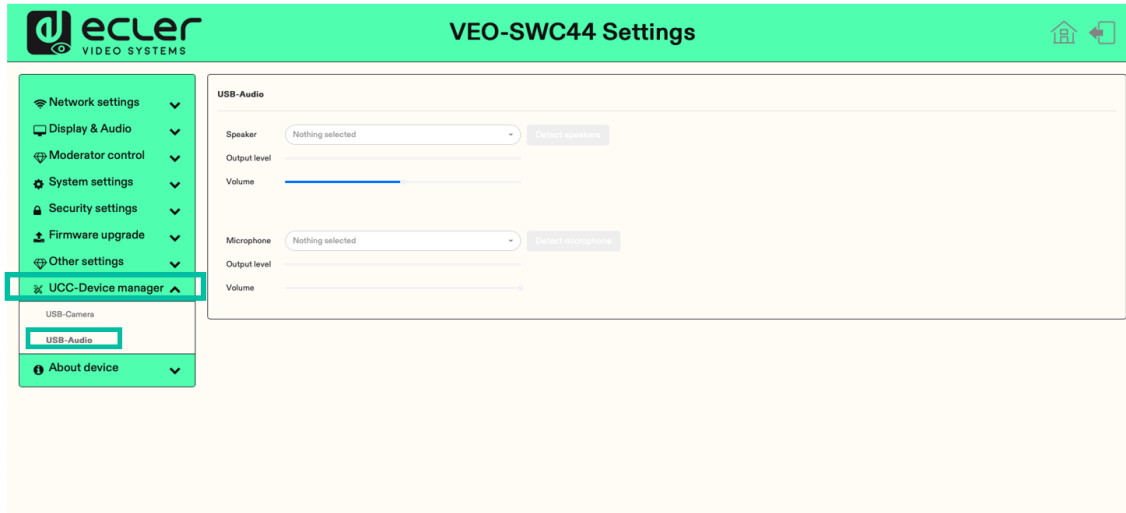 ecler
VIDEO SYSTEMS
VEO-SWC44 Settings
Network settings
Display & Audio
Moderator control
System settings
Security settings
Firmware upgrade
Other settings
UCC-Device manager
USB-Camera
USB-Audio
About device
USB-Audio
Speaker Nothing selected Detect speakers
Output level
Volume
Microphone Nothing selected Detect microphone
Output level
Volume